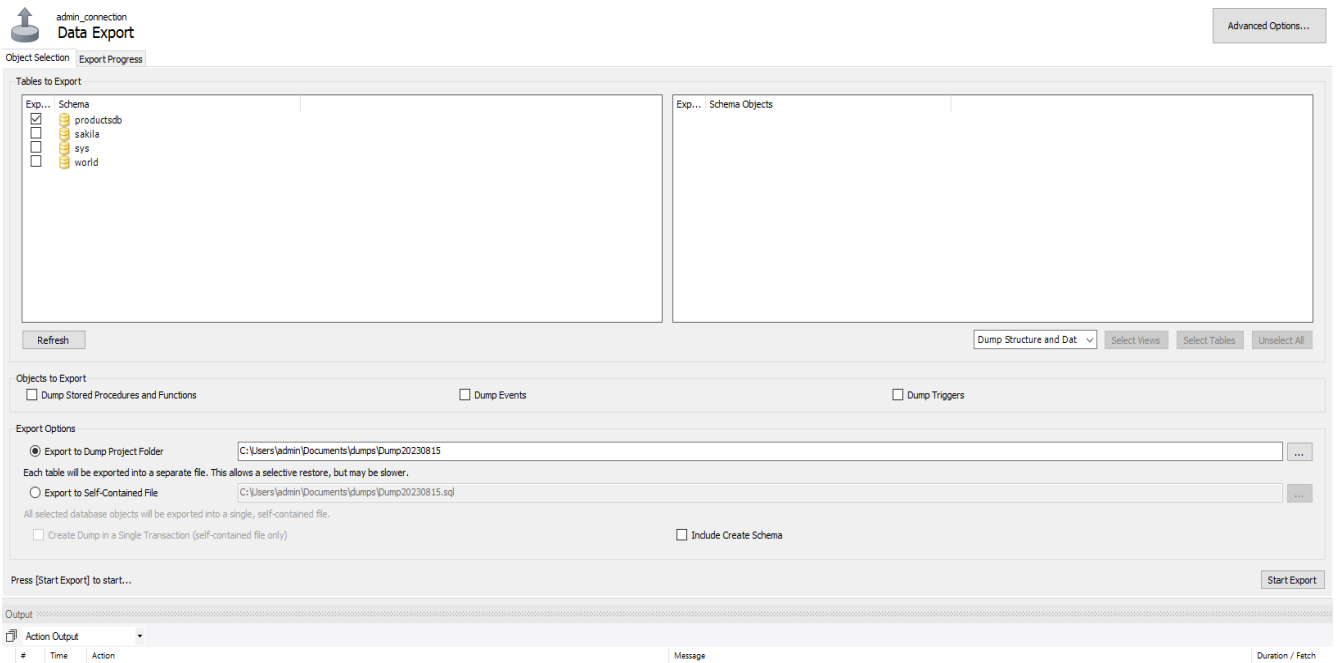 admin_connection
Data Export
Advanced Options...
Object Selection Export Progress
Tables to Export
Exp... Schema
productsdb
sakila
sys
world
Exp... Schema Objects
Refresh
Dump Structure and Dat
Select Views
Select Tables
Unselect All
Objects to Export
Dump Stored Procedures and Functions
Dump Events
Dump Triggers
Export Options
Export to Dump Project Folder
C:\Users\admin\Documents\dumps\Dump20230815
...
Each table will be exported into a separate file. This allows a selective restore, but may be slower.
Export to Self-Contained File
C:\Users\admin\Documents\dumps\Dump20230815.sql
...
All selected database objects will be exported into a single, self-contained file.
Create Dump in a Single Transaction (self-contained file only)
Include Create Schema
Press [Start Export] to start...
Start Export
Output
Action Output
# Time Action Message Duration / Fetch